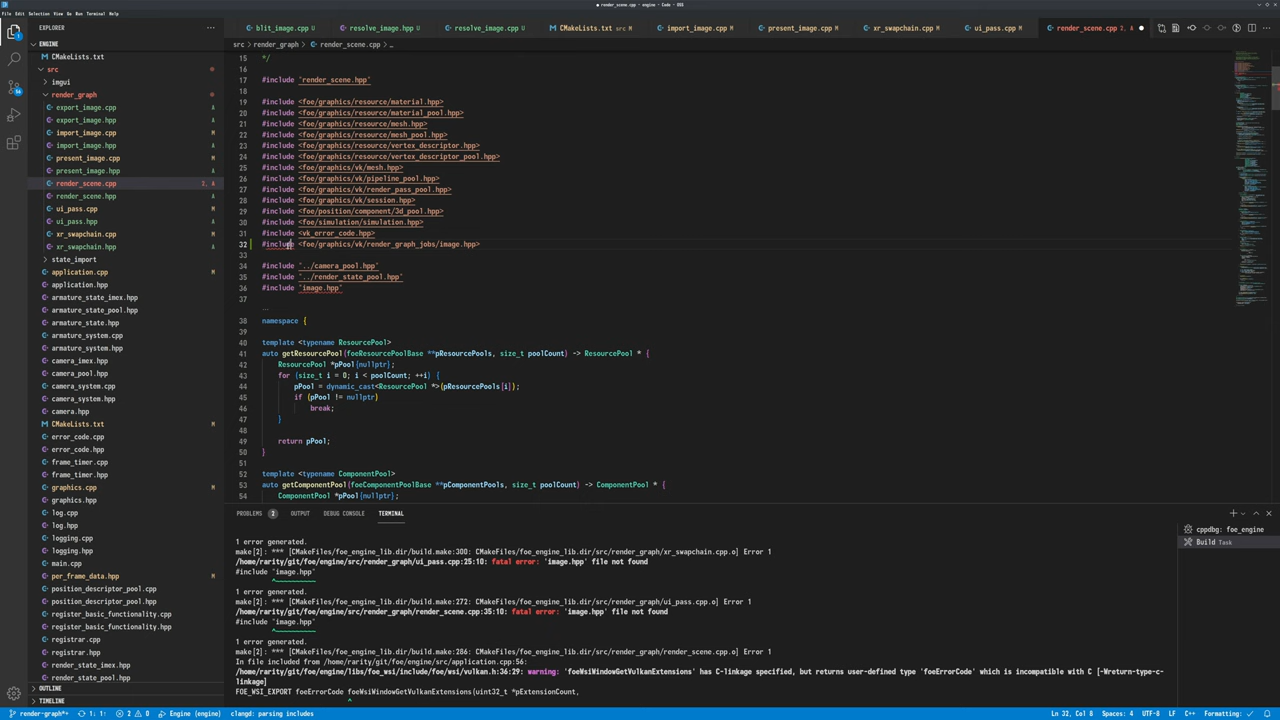 render_scene.cpp - engine - Code - OSS
File Edit Selection View Go Run Terminal Help
EXPLORER
blit_image.cpp U
resolve_image.hpp U
resolve_image.cpp U
CMakeLists.txt src M
import_image.cpp M
present_image.cpp M
xr_swapchain.cpp M
ui_pass.cpp M
render_scene.cpp 2, A
src > render_graph > render_scene.cpp > ...
ENGINE
CMakeLists.txt
src
imgui
render_graph
export_image.cpp A
export_image.hpp A
import_image.cpp M
import_image.hpp A
present_image.cpp M
present_image.hpp A
render_scene.cpp 2, A
render_scene.hpp A
ui_pass.cpp M
ui_pass.hpp A
xr_swapchain.cpp M
xr_swapchain.hpp A
state_import
application.cpp M
application.hpp
armature_state_imex.hpp
armature_state_pool.hpp
armature_state.hpp
armature_system.cpp
armature_system.hpp
camera_imex.hpp
camera_pool.hpp
camera_system.cpp
camera_system.hpp
camera.hpp
CMakeLists.txt M
error_code.cpp
error_code.hpp
frame_timer.cpp
frame_timer.hpp
graphics.cpp M
graphics.hpp
log.cpp
log.hpp
logging.cpp
logging.hpp
main.cpp
per_frame_data.hpp M
position_descriptor_pool.cpp
position_descriptor_pool.hpp
register_basic_functionality.cpp
register_basic_functionality.hpp
registrar.cpp
registrar.hpp
render_state_imex.hpp
render_state_pool.hpp
OUTLINE
TIMELINE
15 */
16
17 #include "render_scene.hpp"
18
19 #include <foe/graphics/resource/material.hpp>
20 #include <foe/graphics/resource/material_pool.hpp>
21 #include <foe/graphics/resource/mesh.hpp>
22 #include <foe/graphics/resource/mesh_pool.hpp>
23 #include <foe/graphics/resource/vertex_descriptor.hpp>
24 #include <foe/graphics/resource/vertex_descriptor_pool.hpp>
25 #include <foe/graphics/vk/mesh.hpp>
26 #include <foe/graphics/vk/pipeline_pool.hpp>
27 #include <foe/graphics/vk/render_pass_pool.hpp>
28 #include <foe/graphics/vk/session.hpp>
29 #include <foe/position/component/3d_pool.hpp>
30 #include <foe/simulation/simulation.hpp>
31 #include <vk_error_code.hpp>
32 #include <foe/graphics/vk/render_graph_jobs/image.hpp>
33
34 #include "../camera_pool.hpp"
35 #include "../render_state_pool.hpp"
36 #include "image.hpp"
37
...
38 namespace {
39
40 template <typename ResourcePool>
41 auto getResourcePool(foeResourcePoolBase **pResourcePools, size_t poolCount) -> ResourcePool * {
42 ResourcePool *pPool{nullptr};
43 for (size_t i = 0; i < poolCount; ++i) {
44 pPool = dynamic_cast<ResourcePool *>(pResourcePools[i]);
45 if (pPool != nullptr)
46 break;
47 }
48
49 return pPool;
50 }
51
52 template <typename ComponentPool>
53 auto getComponentPool(foeComponentPoolBase **pComponentPools, size_t poolCount) -> ComponentPool * {
54 ComponentPool *pPool{nullptr};
PROBLEMS 2 OUTPUT DEBUG CONSOLE TERMINAL
cppdbg: foe_engine
Build Task
1 error generated.
make[2]: *** [CMakeFiles/foe_engine_lib.dir/build.make:300: CMakeFiles/foe_engine_lib.dir/src/render_graph/xr_swapchain.cpp.o] Error 1
/home/rarity/git/foe/engine/src/render_graph/ui_pass.cpp:25:10: fatal error: 'image.hpp' file not found
#include "image.hpp"
^~~~~~~~~~~
1 error generated.
make[2]: *** [CMakeFiles/foe_engine_lib.dir/build.make:272: CMakeFiles/foe_engine_lib.dir/src/render_graph/ui_pass.cpp.o] Error 1
/home/rarity/git/foe/engine/src/render_graph/render_scene.cpp:35:10: fatal error: 'image.hpp' file not found
#include "image.hpp"
^~~~~~~~~~~
1 error generated.
make[2]: *** [CMakeFiles/foe_engine_lib.dir/build.make:286: CMakeFiles/foe_engine_lib.dir/src/render_graph/render_scene.cpp.o] Error 1
In file included from /home/rarity/git/foe/engine/src/application.cpp:56:
/home/rarity/git/foe/engine/libs/foe_wsi/include/foe/wsi/vulkan.h:36:29: warning: 'foeWsiWindowGetVulkanExtensions' has C-linkage specified, but returns user-defined type 'foeErrorCode' which is incompatible with C [-Wreturn-type-c-
linkage]
FOE_WSI_EXPORT foeErrorCode foeWsiWindowGetVulkanExtensions(uint32_t *pExtensionCount,
^
render-graph*+ 1↓ 1↑ 2 0 Engine (engine) clangd: parsing includes Ln 32, Col 8 Spaces: 4 UTF-8 LF C++ Formatting: ✓